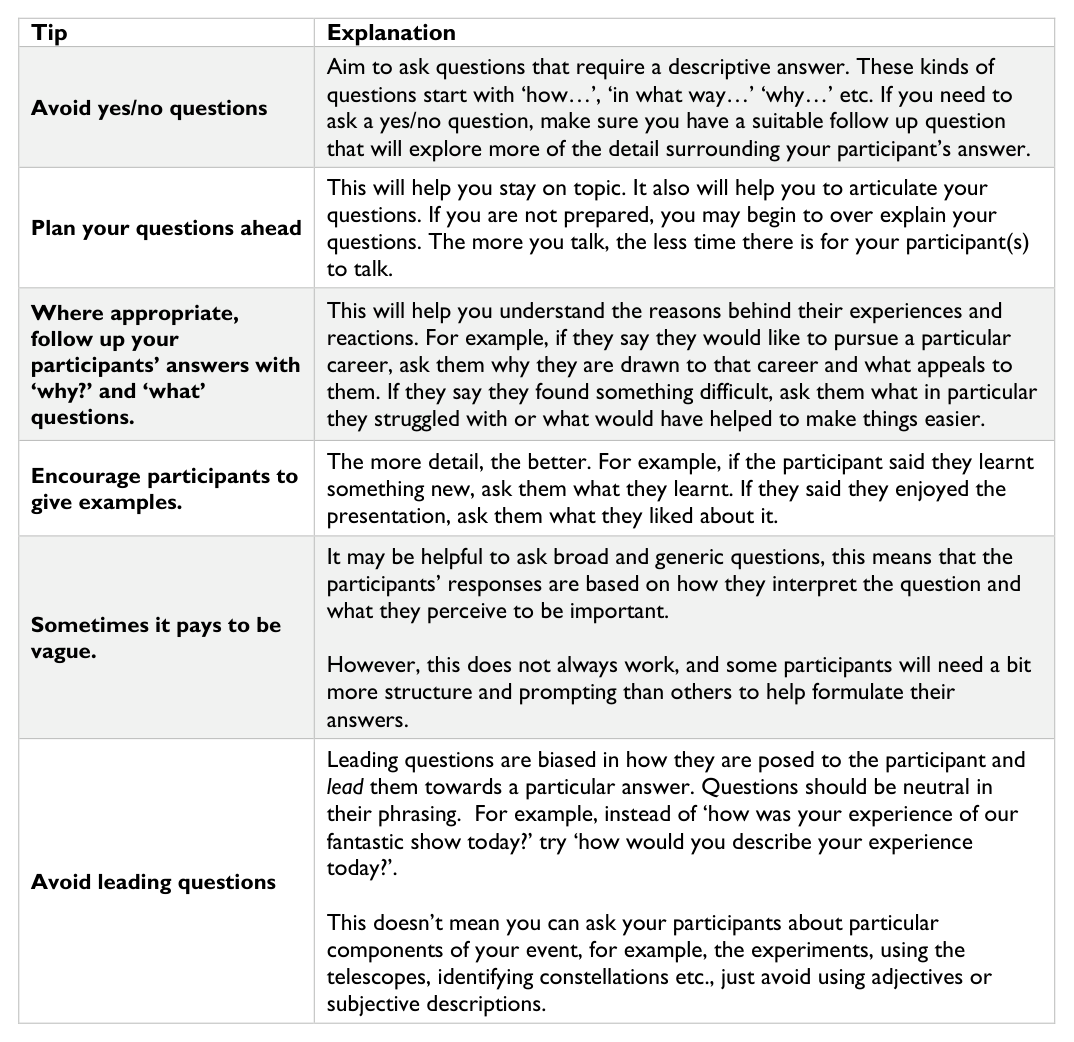 Tip
Explanation
Avoid yes/no questions
Aim to ask questions that require a descriptive answer. These kinds of
questions start with ‘how…’, ‘in what way…’ ‘why…’ etc. If you need to
ask a yes/no question, make sure you have a suitable follow up question
that will explore more of the detail surrounding your participant’s answer.
Plan your questions ahead
This will help you stay on topic. It also will help you to articulate your
questions. If you are not prepared, you may begin to over explain your
questions. The more you talk, the less time there is for your participant(s)
to talk.
Where appropriate,
follow up your
participants’ answers with
‘why?’ and ‘what’
questions.
This will help you understand the reasons behind their experiences and
reactions. For example, if they say they would like to pursue a particular
career, ask them why they are drawn to that career and what appeals to
them. If they say they found something difficult, ask them what in particular
they struggled with or what would have helped to make things easier.
Encourage participants to
give examples.
The more detail, the better. For example, if the participant said they learnt
something new, ask them what they learnt. If they said they enjoyed the
presentation, ask them what they liked about it.
Sometimes it pays to be
vague.
It may be helpful to ask broad and generic questions, this means that the
participants’ responses are based on how they interpret the question and
what they perceive to be important.
However, this does not always work, and some participants will need a bit
more structure and prompting than others to help formulate their
answers.
Avoid leading questions
Leading questions are biased in how they are posed to the participant and
lead them towards a particular answer. Questions should be neutral in
their phrasing.  For example, instead of ‘how was your experience of our
fantastic show today?’ try ‘how would you describe your experience
today?’.
This doesn’t mean you can ask your participants about particular
components of your event, for example, the experiments, using the
telescopes, identifying constellations etc., just avoid using adjectives or
subjective descriptions.